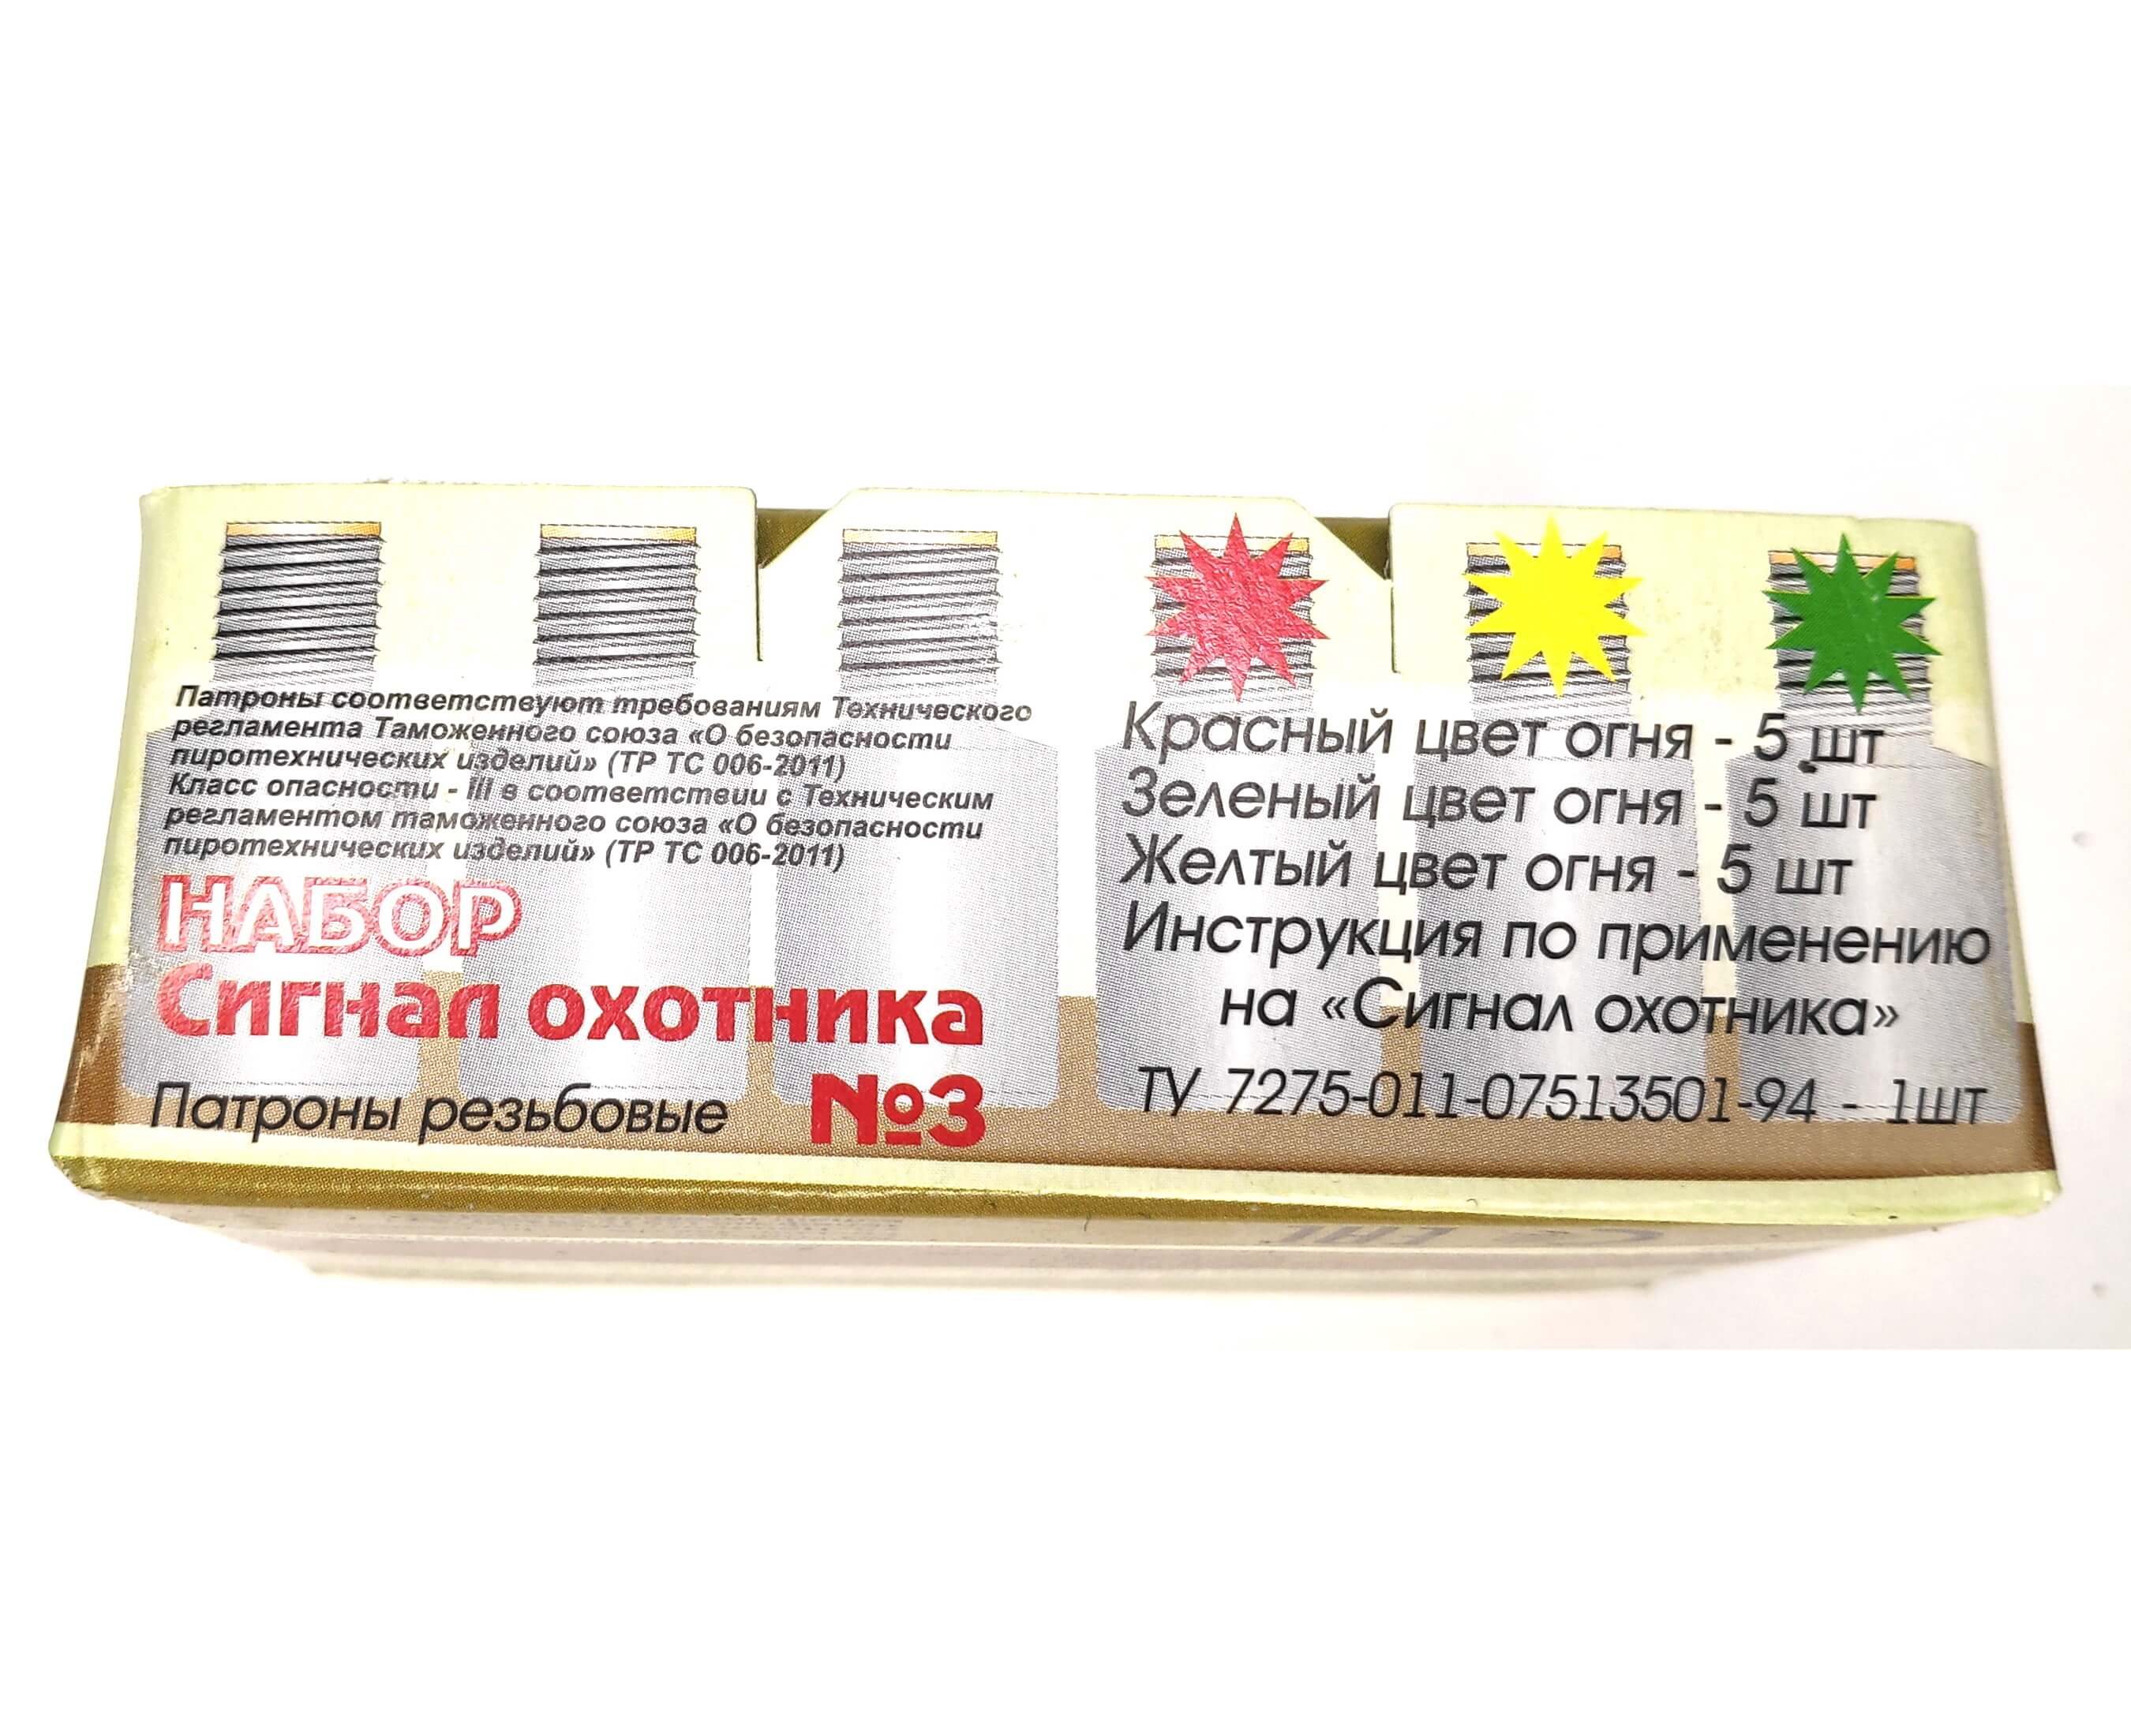 Патроны соответствуют требованиям Технического
регламента Таможенного союза «О безопасности
пиротехнических изделий» (ТР ТС 006-2011)
Класс опасности - III в соответствии с Техническим
регламентом таможенного союза «О безопасности
пиротехнических изделий» (ТР ТС 006-2011)
НАБОР
Сигнал охотника
Патроны резьбовые №3
Красный цвет огня - 5 шт
Зеленый цвет огня - 5 шт
Желтый цвет огня - 5 шт
Инструкция по применению
на «Сигнал охотника»
ТУ 7275-011-07513501-94 - 1шт